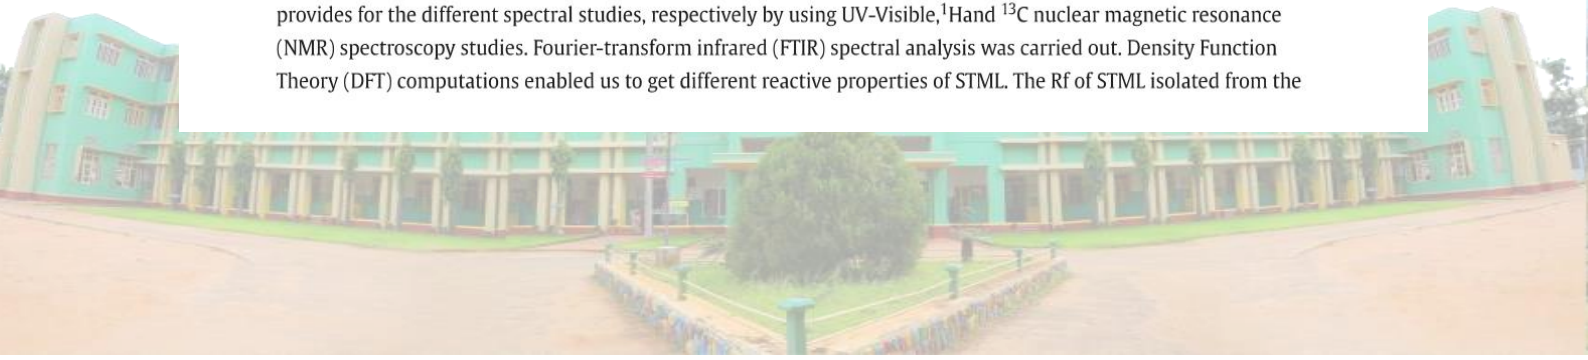 provides for the different spectral studies, respectively by using UV-Visible,¹Hand ¹³C nuclear magnetic resonance
(NMR) spectroscopy studies. Fourier-transform infrared (FTIR) spectral analysis was carried out. Density Function
Theory (DFT) computations enabled us to get different reactive properties of STML. The Rf of STML isolated from the